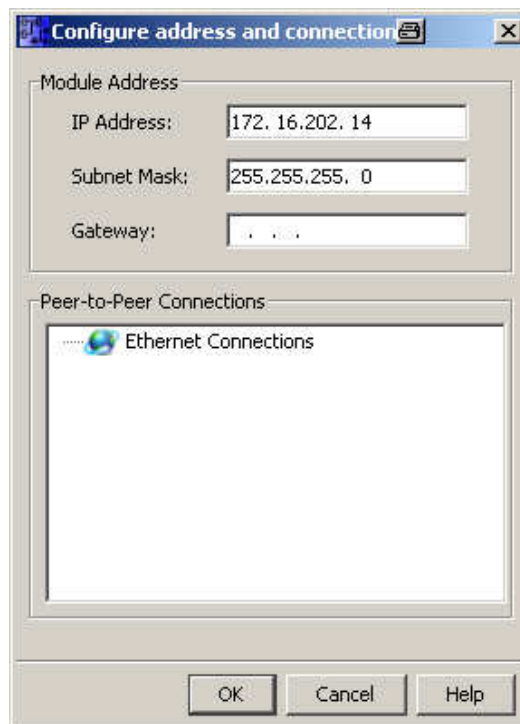 Configure address and connection
Module Address
IP Address: 172. 16.202. 14
Subnet Mask: 255.255.255. 0
Gateway: . . .
Peer-to-Peer Connections
Ethernet Connections
OK Cancel Help